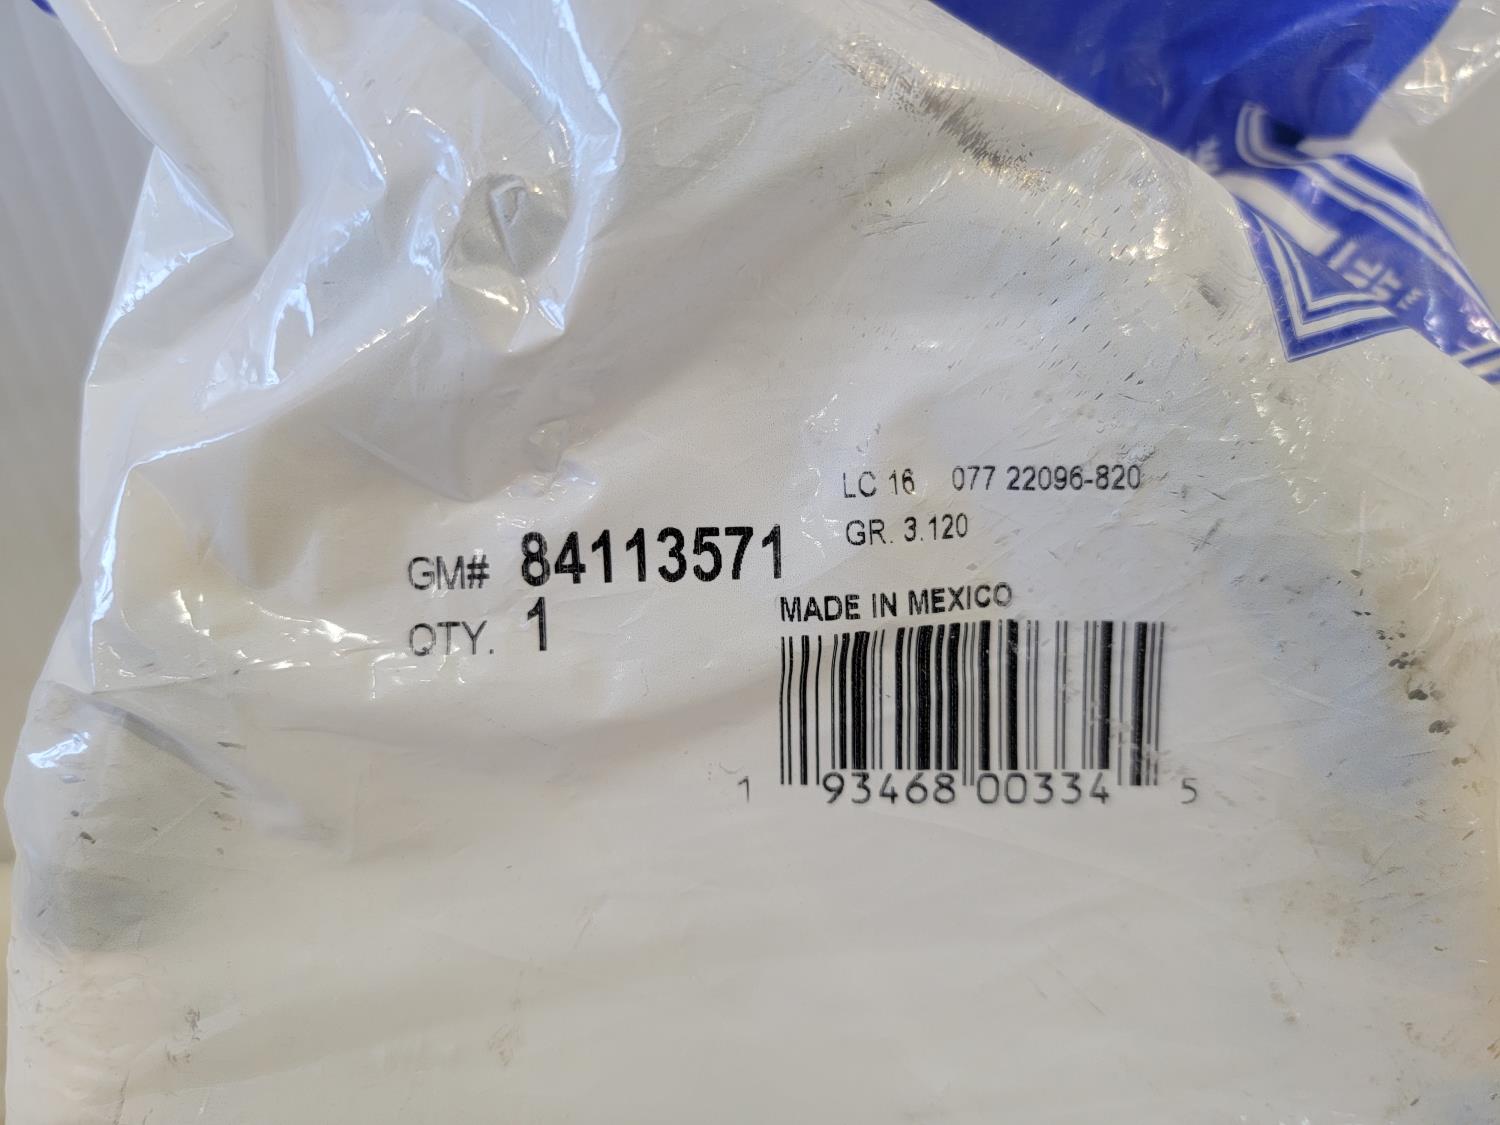 LC 16 077 22096-820
GR. 3.120
GM# 84113571
QTY. 1
MADE IN MEXICO
1 93468 00334 5